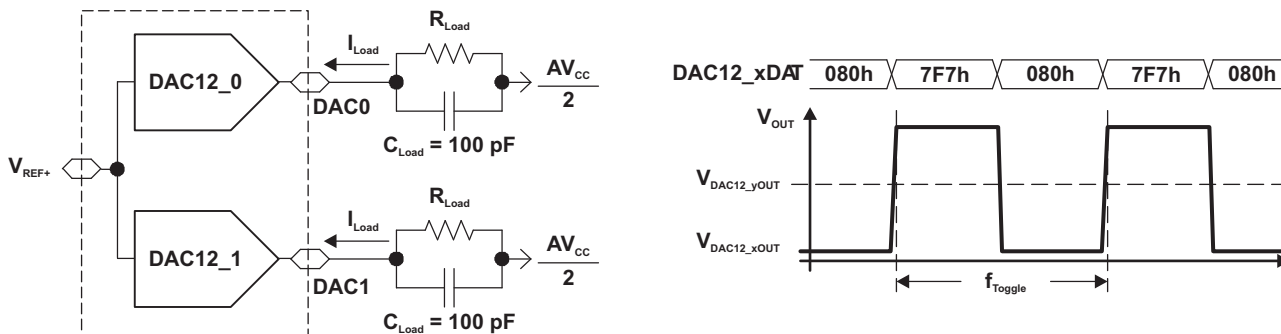 R_Load
I_Load
DAC12_0
DAC0
AV_CC
2
C_Load = 100 pF
V_REF+
R_Load
I_Load
DAC12_1
DAC1
AV_CC
2
C_Load = 100 pF
DAC12_xDAT 080h 7F7h 080h 7F7h 080h
V_OUT
V_DAC12_yOUT
V_DAC12_xOUT
f_Toggle